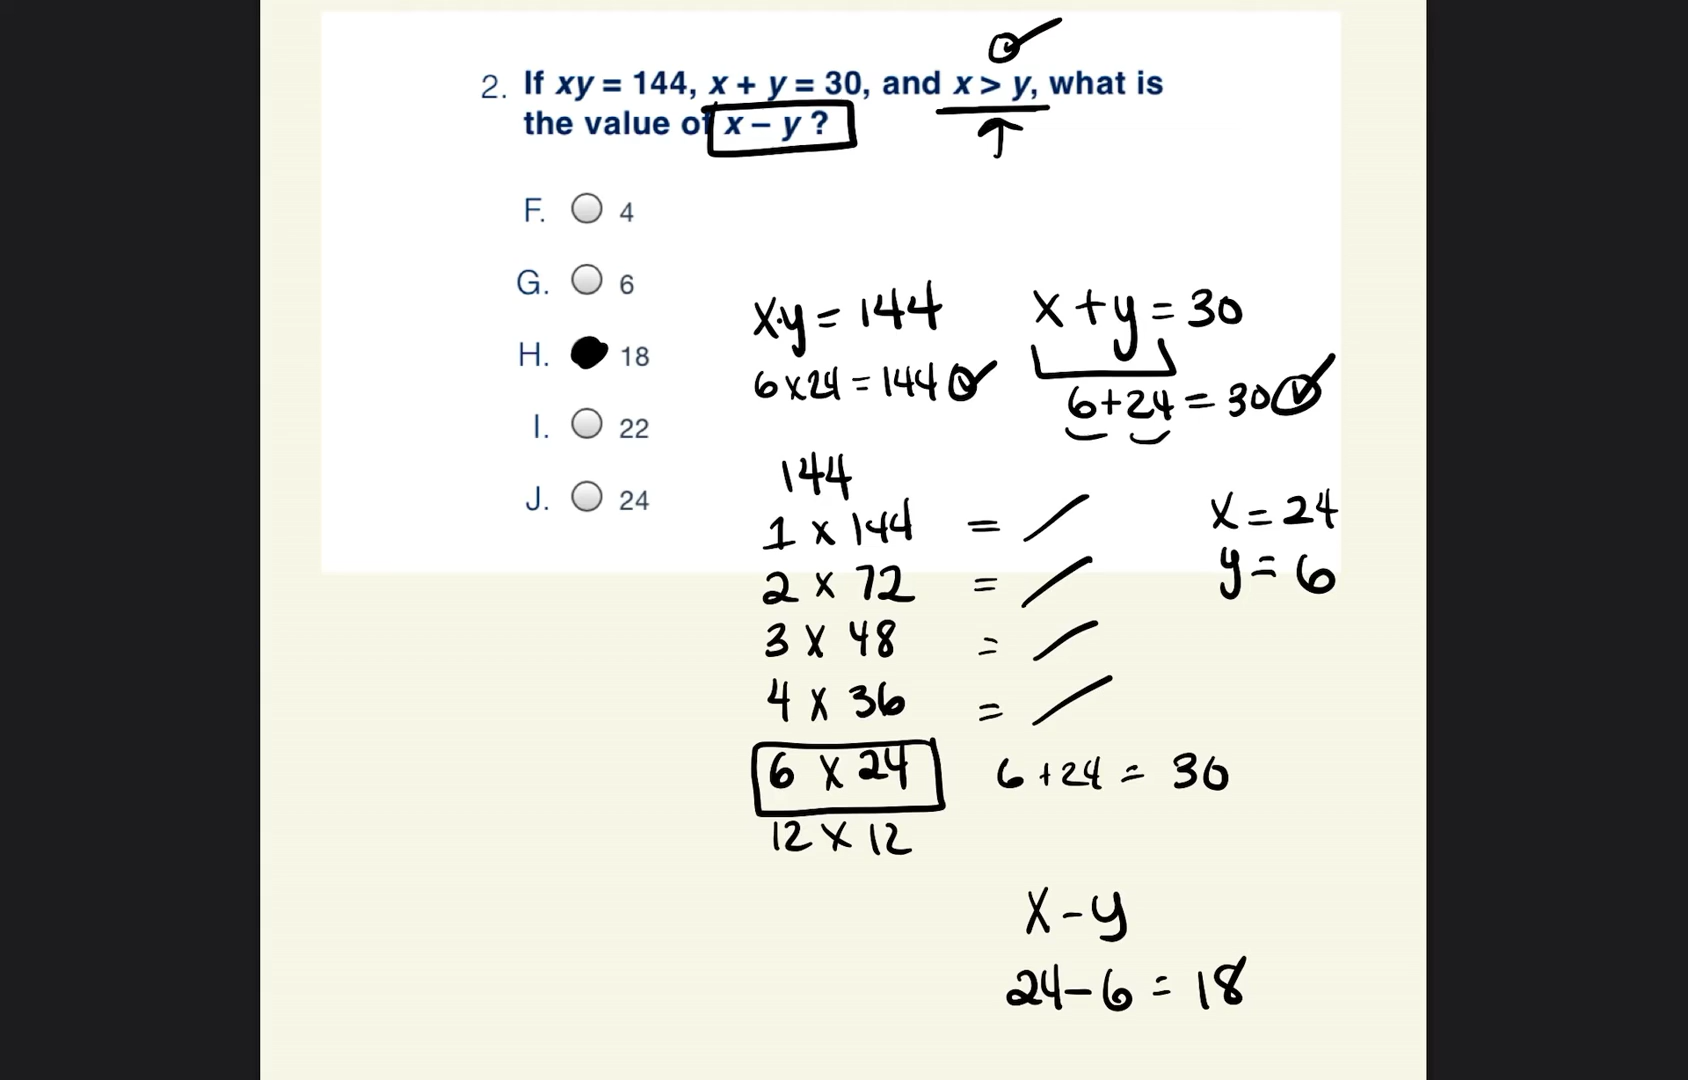 2. If xy = 144, x + y = 30, and x > y, what is
the value of x – y ?
F. 4
G. 6
H. 18
I. 22
J. 24
x·y = 144
6 x 24 = 144
x + y = 30
6 + 24 = 30
144
1 x 144 =
2 x 72 =
3 x 48 =
4 x 36 =
6 x 24 6 + 24 = 30
12 x 12
x = 24
y = 6
x - y
24 - 6 = 18